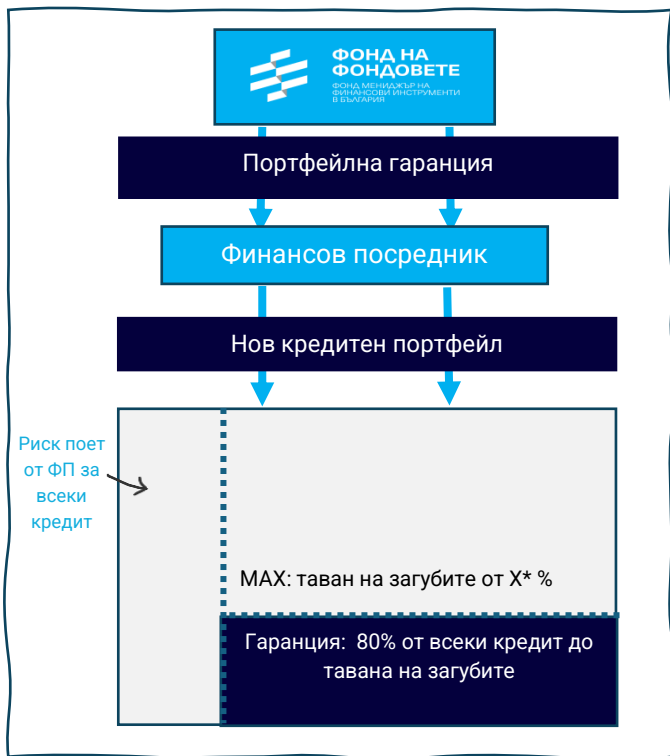 ФОНД НА
ФОНДОВЕТЕ
ФОНД МЕНИДЖЪР НА
ФИНАНСОВИ ИНСТРУМЕНТИ
В БЪЛГАРИЯ
Портфейлна гаранция
Финансов посредник
Нов кредитен портфейл
Риск поет
от ФП за
всеки
кредит
MAX: таван на загубите от X* %
Гаранция: 80% от всеки кредит до
тавана на загубите